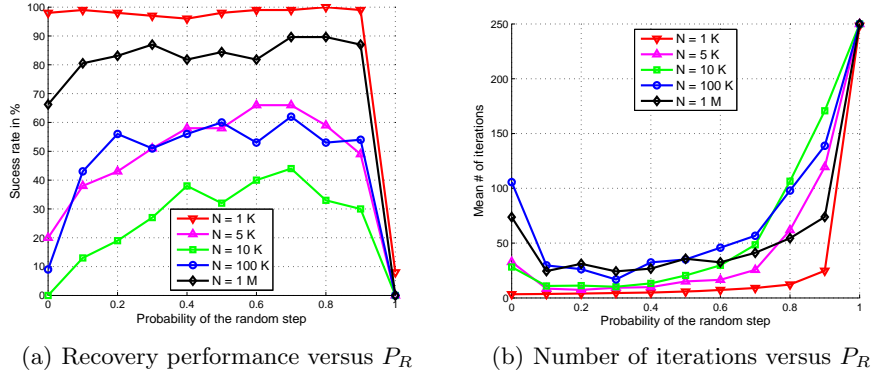 100
90
80
70
60
50
40
30
20
10
0
Success rate in %
0
0.2
0.4
0.6
0.8
1
Probability of the random step
N = 1 K
N = 5 K
N = 10 K
N = 100 K
N = 1 M
(a) Recovery performance versus P_R
250
200
150
100
50
0
Mean # of iterations
0
0.2
0.4
0.6
0.8
1
Probability of the random step
N = 1 K
N = 5 K
N = 10 K
N = 100 K
N = 1 M
(b) Number of iterations versus P_R